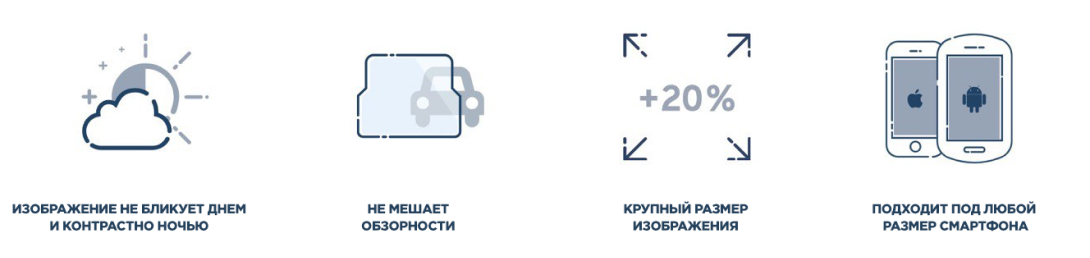 +20%
ИЗОБРАЖЕНИЕ НЕ БЛИКУЕТ ДНЕМ
И КОНТРАСТНО НОЧЬЮ
НЕ МЕШАЕТ
ОБЗОРНОСТИ
КРУПНЫЙ РАЗМЕР
ИЗОБРАЖЕНИЯ
ПОДХОДИТ ПОД ЛЮБОЙ
РАЗМЕР СМАРТФОНА